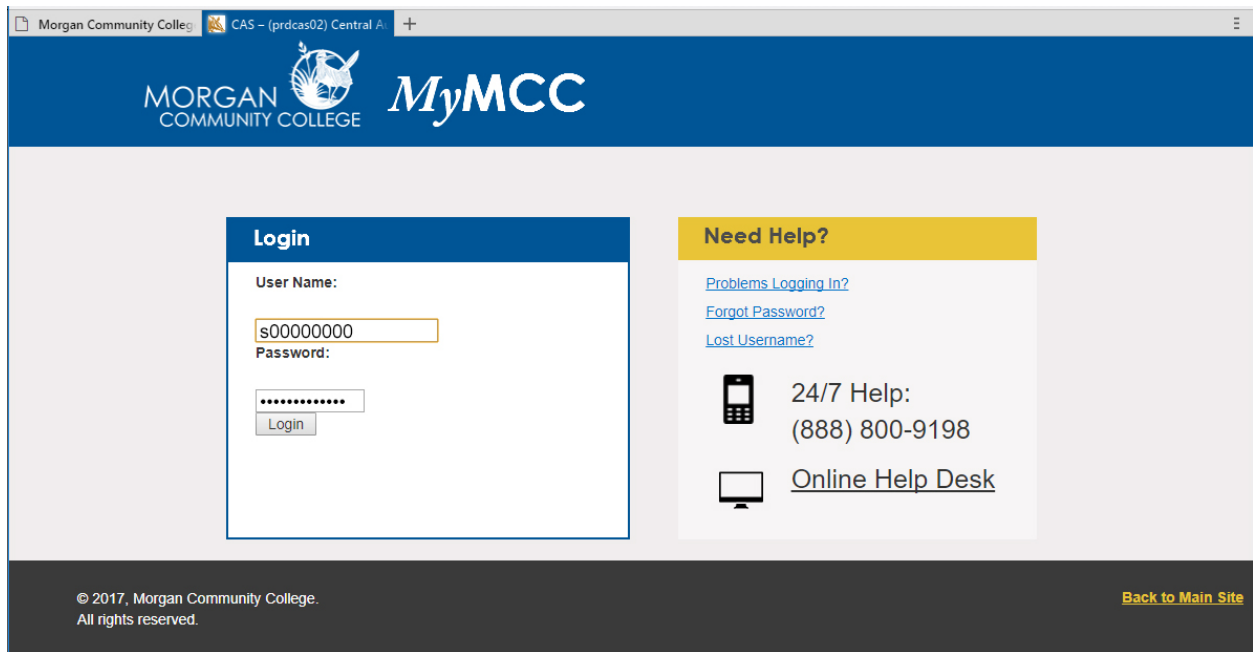 Morgan Community Colleg
CAS – (prdcas02) Central A
MORGAN
COMMUNITY COLLEGE
MyMCC
Login
User Name:
s00000000
Password:
•••••••••••••
Login
Need Help?
Problems Logging In?
Forgot Password?
Lost Username?
24/7 Help:
(888) 800-9198
Online Help Desk
© 2017, Morgan Community College.
All rights reserved.
Back to Main Site